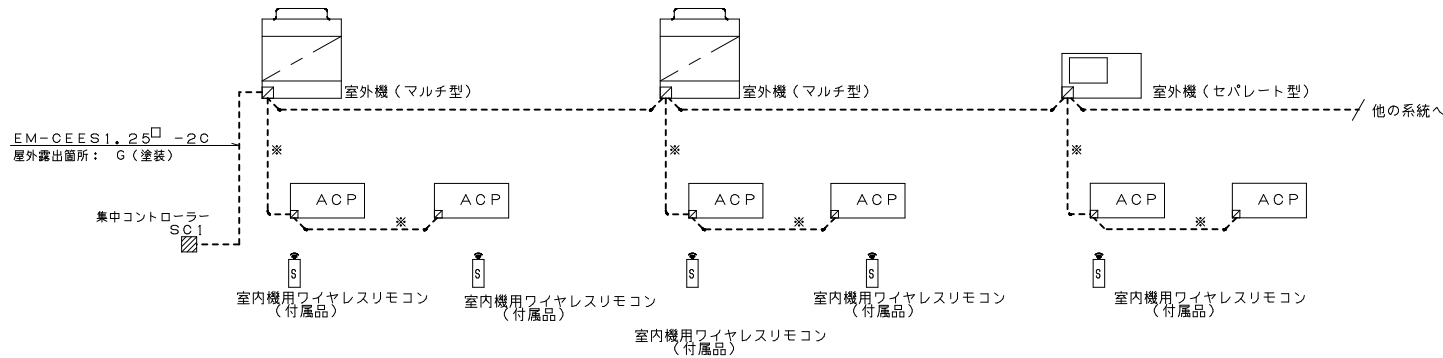 室外機（マルチ型）
室外機（マルチ型）
室外機（セパレート型）
他の系統へ
EM-CEES1.25□ -2C
屋外露出箇所： G（塗装）
※
※
※
集中コントローラー
SC1
ACP
ACP
ACP
ACP
ACP
ACP
※
※
※
S
S
S
S
S
室内機用ワイヤレスリモコン
（付属品）
室内機用ワイヤレスリモコン
（付属品）
室内機用ワイヤレスリモコン
（付属品）
室内機用ワイヤレスリモコン
（付属品）
室内機用ワイヤレスリモコン
（付属品）